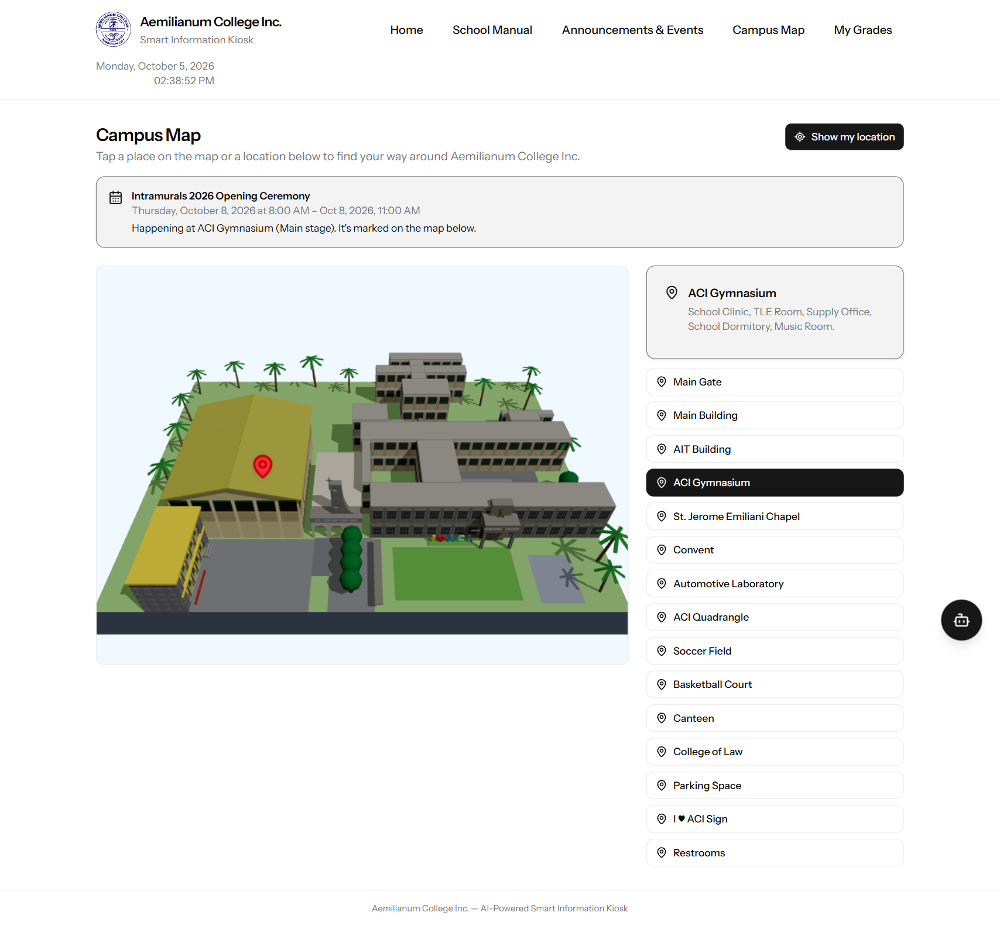 Aemilianum College Inc.
Smart Information Kiosk
Home
School Manual
Announcements & Events
Campus Map
My Grades
Monday, October 5, 2026
02:38:52 PM
Campus Map
Tap a place on the map or a location below to find your way around Aemilianum College Inc.
Show my location
Intramurals 2026 Opening Ceremony
Thursday, October 8, 2026 at 8:00 AM – Oct 8, 2026, 11:00 AM
Happening at ACI Gymnasium (Main stage). It's marked on the map below.
ACI Gymnasium
School Clinic, TLE Room, Supply Office,
School Dormitory, Music Room.
Main Gate
Main Building
AIT Building
ACI Gymnasium
St. Jerome Emiliani Chapel
Convent
Automotive Laboratory
ACI Quadrangle
Soccer Field
Basketball Court
Canteen
College of Law
Parking Space
I ♥ ACI Sign
Restrooms
Aemilianum College Inc. — AI-Powered Smart Information Kiosk